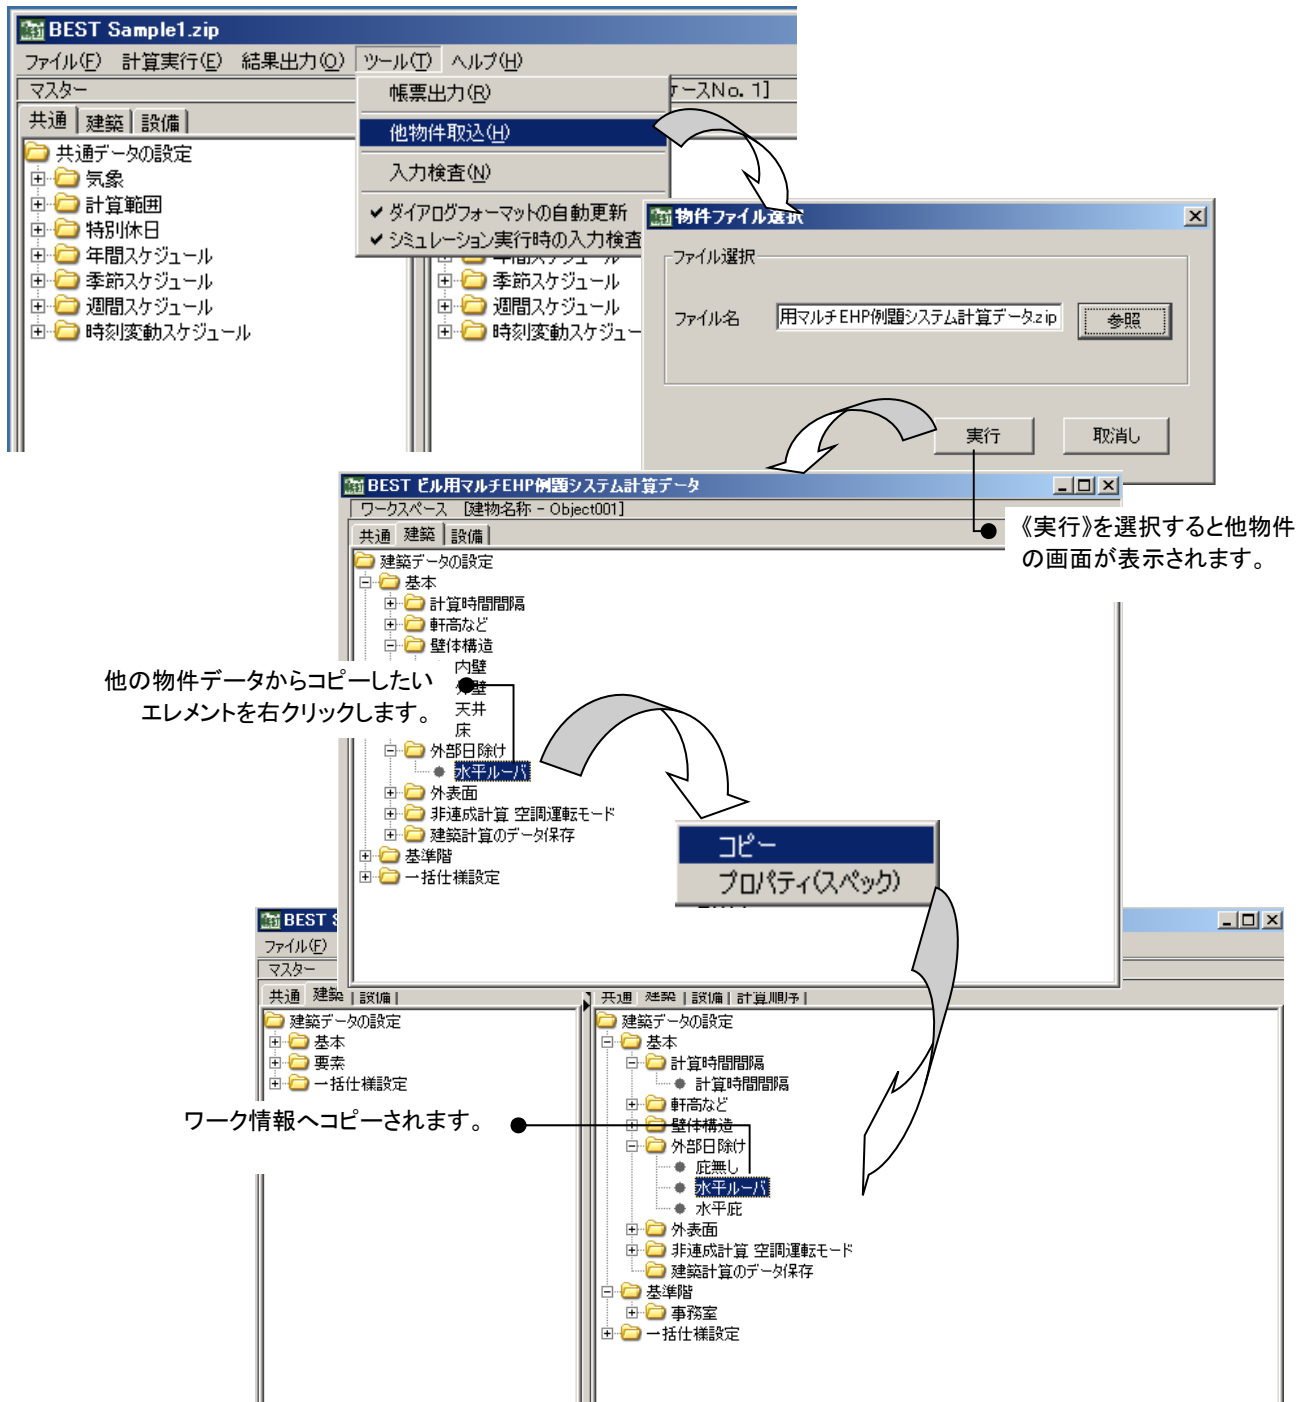 BEST Sample1.zip
ファイル(F) 計算実行(E) 結果出力(O) ツール(T) ヘルプ(H)
マスター
ケースNo. 1]
共通 建築 設備
共通データの設定
気象
計算範囲
特別休日
年間スケジュール
季節スケジュール
週間スケジュール
時刻変動スケジュール
帳票出力(R)
他物件取込(H)
入力検査(N)
✔ ダイアログフォーマットの自動更新
✔ シミュレーション実行時の入力検査
年間スケジュール
季節スケジュール
週間スケジュール
時刻変動スケジュー
物件ファイル選択
ファイル選択
ファイル名 用マルチEHP例題システム計算データ.zip 参照
実行 取消し
《実行》を選択すると他物件
の画面が表示されます。
BEST ビル用マルチEHP例題システム計算データ
ワークスペース [建物名称 - Object001]
共通 建築 設備
建築データの設定
基本
計算時間間隔
軒高など
壁体構造
内壁
外壁
天井
床
外部日除け
水平ルーバ
外表面
非連成計算 空調運転モード
建築計算のデータ保存
基準階
一括仕様設定
他の物件データからコピーしたい
エレメントを右クリックします。
コピー
プロパティ(スペック)
BEST S
ファイル(F)
マスター
共通 建築 設備
建築データの設定
基本
要素
一括仕様設定
共通 建築 設備 計算順序
建築データの設定
基本
計算時間間隔
計算時間間隔
軒高など
壁体構造
外部日除け
庇無し
水平ルーバ
水平庇
外表面
非連成計算 空調運転モード
建築計算のデータ保存
基準階
事務室
一括仕様設定
ワーク情報へコピーされます。